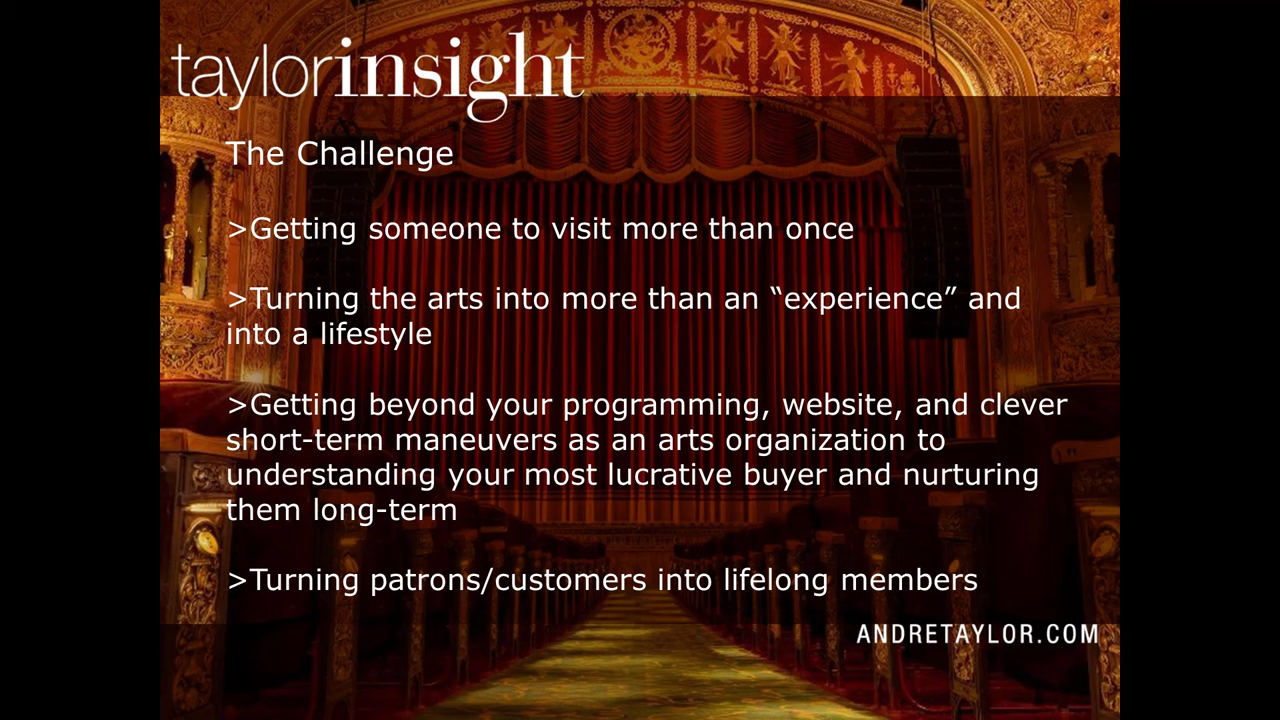 taylorinsight
The Challenge
>Getting someone to visit more than once
>Turning the arts into more than an “experience” and
into a lifestyle
>Getting beyond your programming, website, and clever
short-term maneuvers as an arts organization to
understanding your most lucrative buyer and nurturing
them long-term
>Turning patrons/customers into lifelong members
ANDRETAYLOR.COM